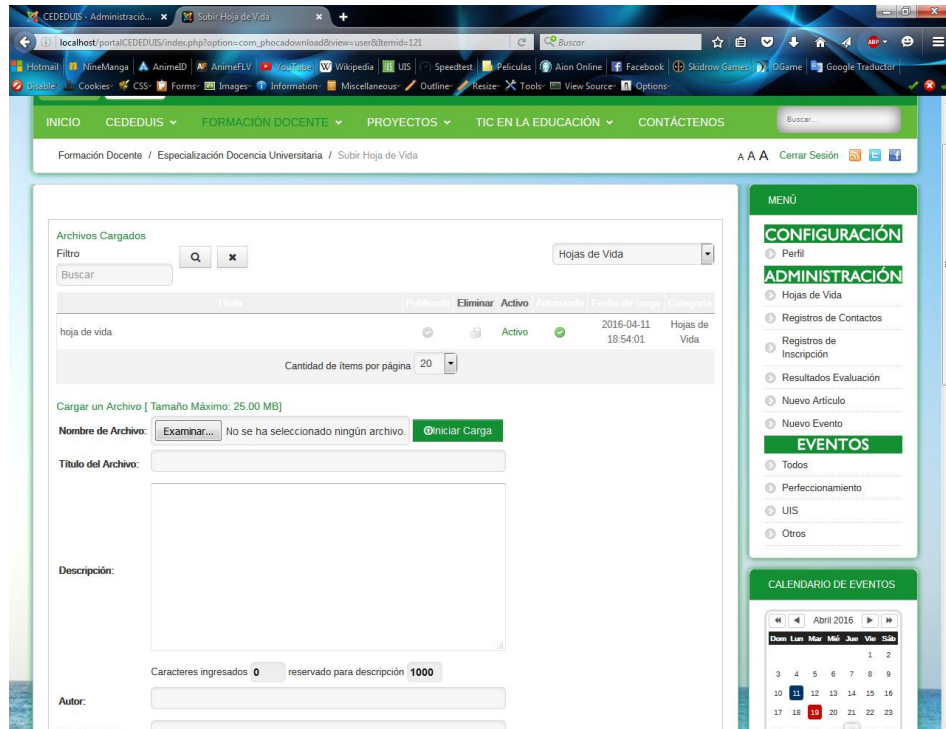 CEDEDUIS - Administració...
Subir Hoja de Vida
localhost/portalCEDEDUIS/index.php?option=com_phocadownload&view=user&Itemid=121
Buscar
Hotmail NineManga AnimeID AnimeFLV YouTube Wikipedia UIS Speedtest Peliculas Aion Online Facebook Skidrow Games OGame Google Traductor
Disable Cookies CSS Forms Images Information Miscellaneous Outline Resize Tools View Source Options
INICIO CEDEDUIS FORMACIÓN DOCENTE PROYECTOS TIC EN LA EDUCACIÓN CONTÁCTENOS
Buscar...
Formación Docente / Especialización Docencia Universitaria / Subir Hoja de Vida
A A A Cerrar Sesión
Archivos Cargados
Filtro
Buscar
Hojas de Vida
Título Publicado Eliminar Activo Autorizado Fecha de carga Categoría
hoja de vida Activo 2016-04-11 18:54:01 Hojas de Vida
Cantidad de ítems por página 20
Cargar un Archivo [ Tamaño Máximo: 25.00 MB]
Nombre de Archivo: Examinar... No se ha seleccionado ningún archivo. Iniciar Carga
Título del Archivo:
Descripción:
Caracteres ingresados 0 reservado para descripción 1000
Autor:
MENÚ
CONFIGURACIÓN
Perfil
ADMINISTRACIÓN
Hojas de Vida
Registros de Contactos
Registros de
Inscripción
Resultados Evaluación
Nuevo Artículo
Nuevo Evento
EVENTOS
Todos
Perfeccionamiento
UIS
Otros
CALENDARIO DE EVENTOS
Abril 2016
Dom Lun Mar Mié Jue Vie Sáb
1 2
3 4 5 6 7 8 9
10 11 12 13 14 15 16
17 18 19 20 21 22 23